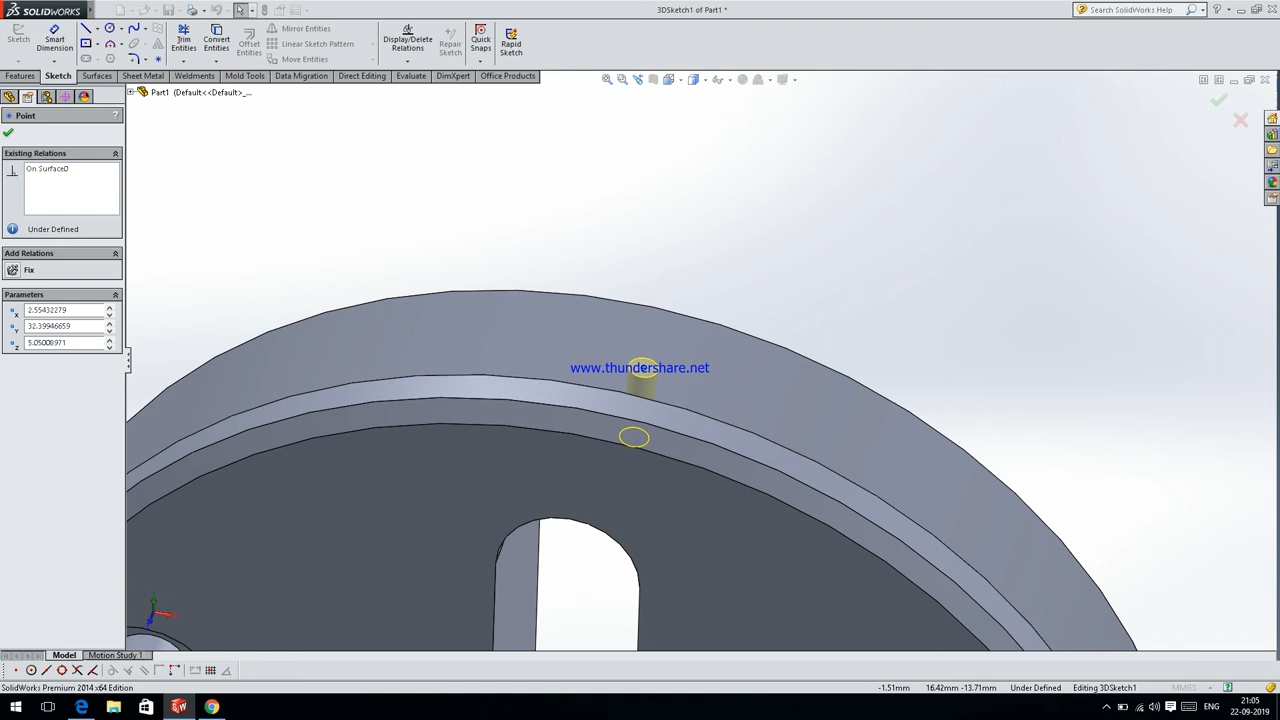 SOLIDWORKS
3DSketch1 of Part1 *
Search SolidWorks Help
Sketch
Smart Dimension
Trim Entities
Convert Entities
Offset Entities
Mirror Entities
Linear Sketch Pattern
Move Entities
Display/Delete Relations
Repair Sketch
Quick Snaps
Rapid Sketch
Features
Sketch
Surfaces
Sheet Metal
Weldments
Mold Tools
Data Migration
Direct Editing
Evaluate
DimXpert
Office Products
Part1 (Default<<Default>_...
Point
?
Existing Relations
On Surface0
Under Defined
Add Relations
Fix
Parameters
X 2.55432279
Y 32.39946659
Z 5.05008971
www.thundershare.net
Model
Motion Study 1
SolidWorks Premium 2014 x64 Edition
-1.51mm
16.42mm -13.71mm
Under Defined
Editing 3DSketch1
MMGS
ENG
21:05
22-09-2019